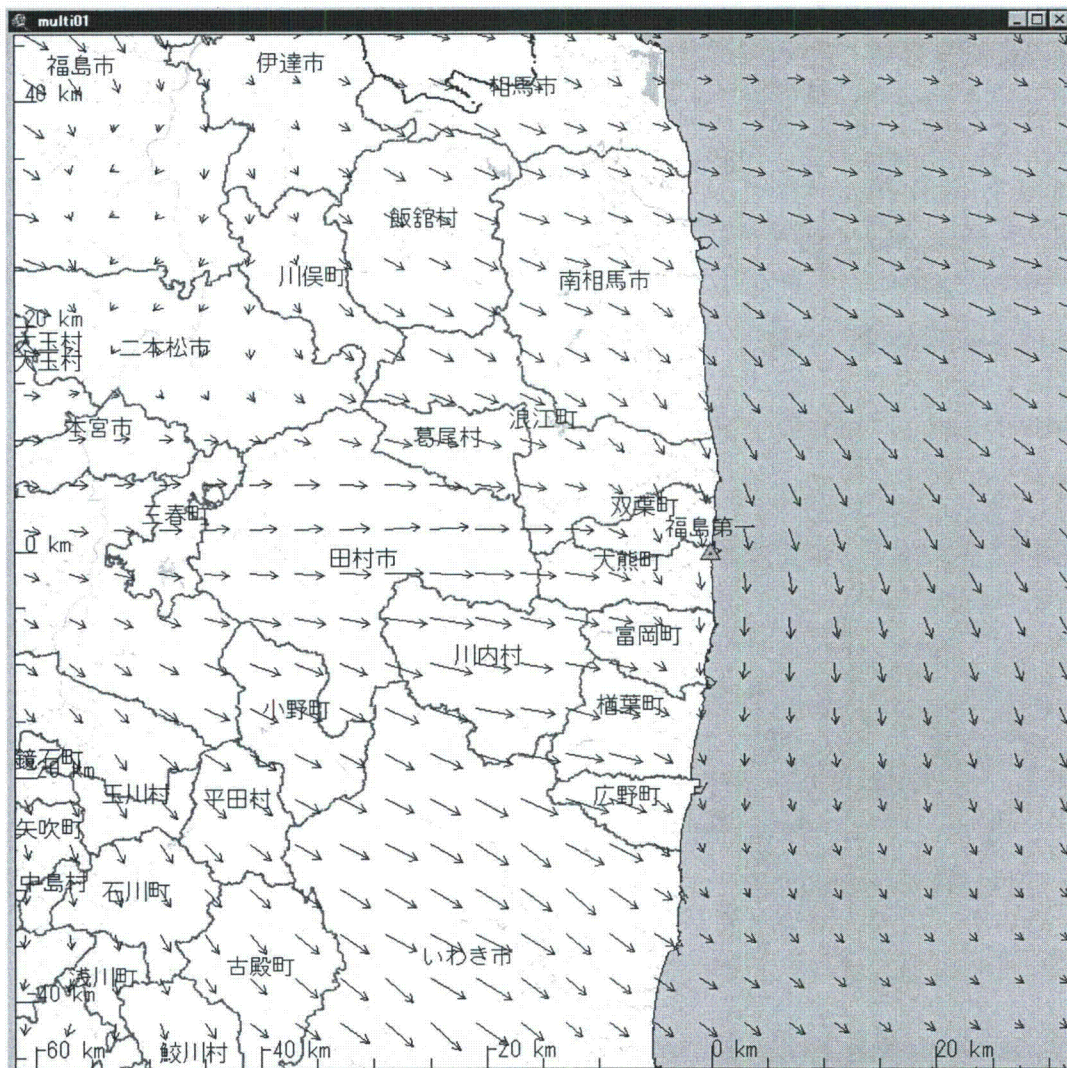 multi01
福島市
伊達市
相馬市
40 km
飯舘村
川俣町
南相馬市
20 km
大玉村
大玉村
二本松市
本宮市
葛尾村
浪江町
三春町
双葉町
福島第一
0 km
田村市
大熊町
富岡町
川内村
小野町
楢葉町
鏡石町
-20 km
玉川村
平田村
広野町
矢吹町
中島村
石川町
いわき市
古殿町
浅川町
-40 km
鮫川村
-60 km
-40 km
-20 km
0 km
20 km